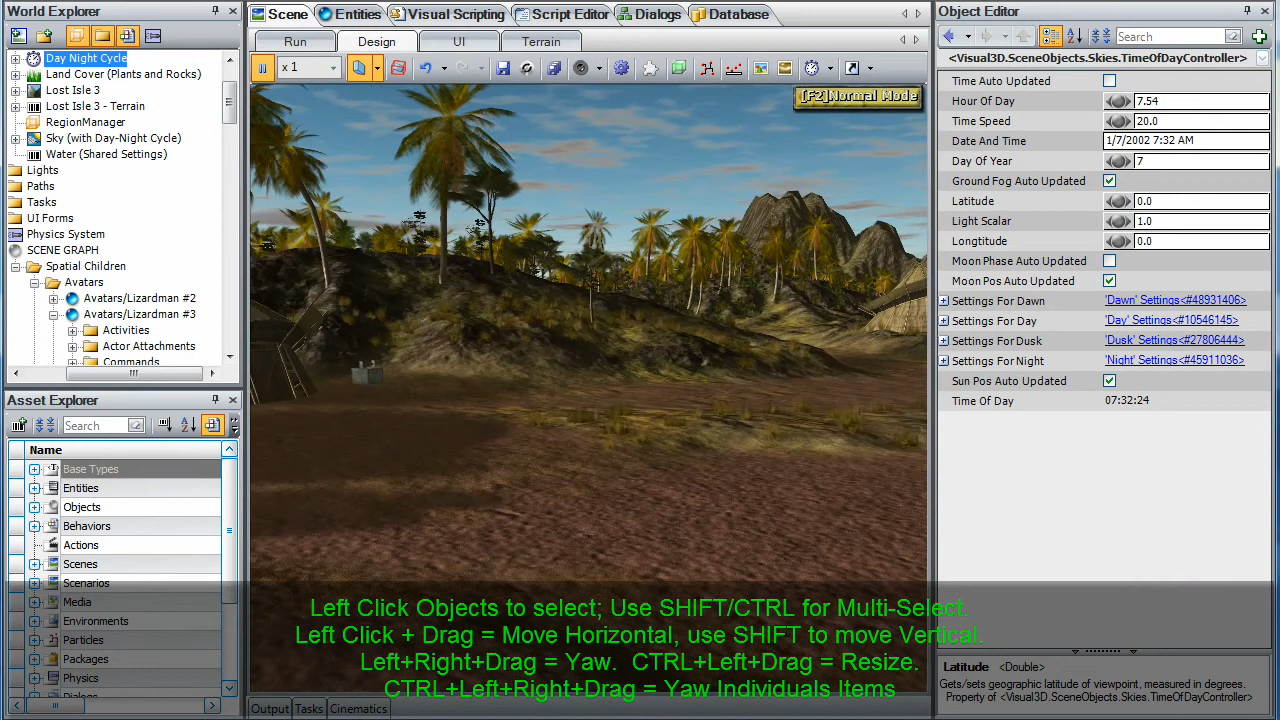 World Explorer
Day Night Cycle
Land Cover (Plants and Rocks)
Lost Isle 3
Lost Isle 3 - Terrain
RegionManager
Sky (with Day-Night Cycle)
Water (Shared Settings)
Lights
Paths
Tasks
UI Forms
Physics System
SCENE GRAPH
Spatial Children
Avatars
Avatars/Lizardman #2
Avatars/Lizardman #3
Activities
Actor Attachments
Commands
Asset Explorer
Search
Name
Base Types
Entities
Objects
Behaviors
Actions
Scenes
Scenarios
Media
Environments
Particles
Packages
Physics
Scene Entities Visual Scripting Script Editor Dialogs Database
Run Design UI Terrain
x 1
[F2]Normal Mode
Left Click Objects to select; Use SHIFT/CTRL for Multi-Select.
Left Click + Drag = Move Horizontal, use SHIFT to move Vertical.
Left+Right+Drag = Yaw. CTRL+Left+Drag = Resize.
CTRL+Left+Right+Drag = Yaw Individuals Items
Output Tasks Cinematics
Object Editor
Search
<Visual3D.SceneObjects.Skies.TimeOfDayController>
Time Auto Updated
Hour Of Day 7.54
Time Speed 20.0
Date And Time 1/7/2002 7:32 AM
Day Of Year 7
Ground Fog Auto Updated
Latitude 0.0
Light Scalar 1.0
Longtitude 0.0
Moon Phase Auto Updated
Moon Pos Auto Updated
Settings For Dawn 'Dawn' Settings<#48931406>
Settings For Day 'Day' Settings<#10546145>
Settings For Dusk 'Dusk' Settings<#27806444>
Settings For Night 'Night' Settings<#45911036>
Sun Pos Auto Updated
Time Of Day 07:32:24
Latitude <Double>
Gets/sets geographic latitude of viewpoint, measured in degrees.
Property of <Visual3D.SceneObjects.Skies.TimeOfDayController>